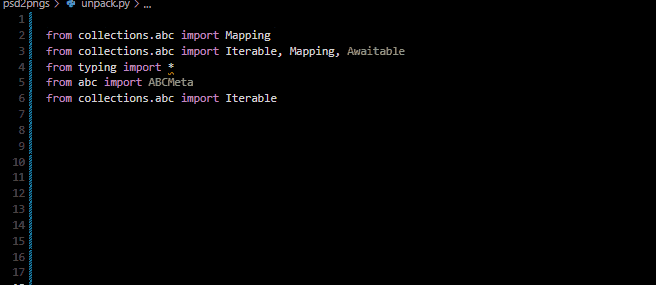 psd2pngs > unpack.py > ...
1
2 from collections.abc import Mapping
3 from collections.abc import Iterable, Mapping, Awaitable
4 from typing import *
5 from abc import ABCMeta
6 from collections.abc import Iterable
7
8
9
10
11
12
13
14
15
16
17